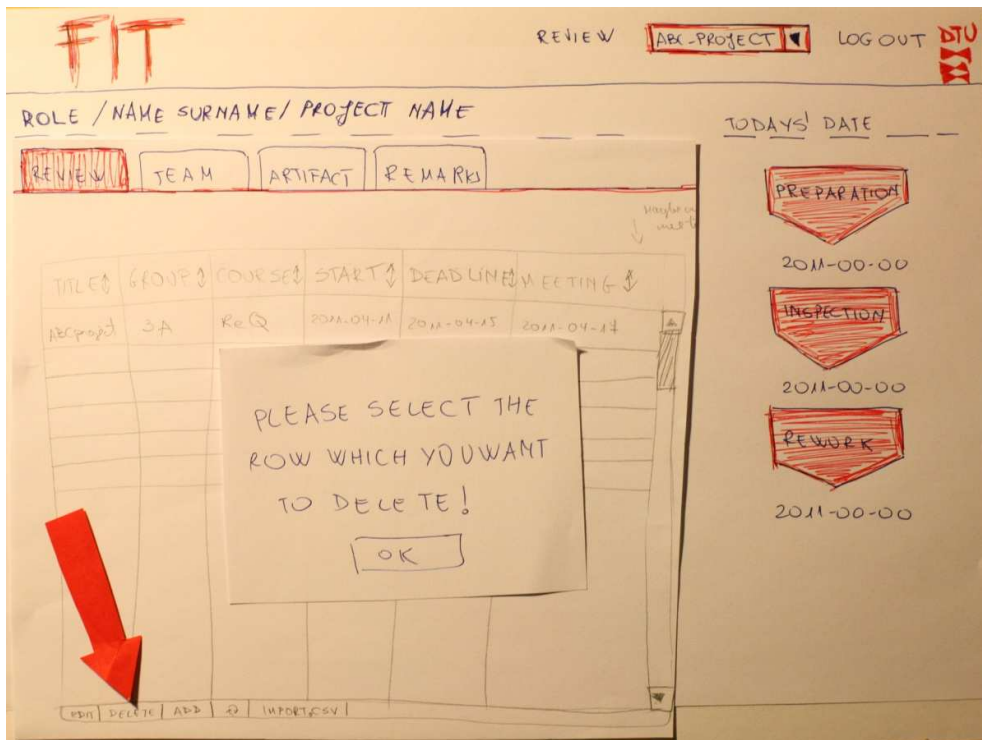 FIT
REVIEW ABC-PROJECT LOG OUT DTU
ROLE / NAME SURNAME / PROJECT NAME
TODAYS' DATE
REVIEW TEAM ARTIFACT REMARKS
PREPARATION
2011-00-00
INSPECTION
2011-00-00
REWORK
2011-00-00
TITLE GROUP COURSE START DEADLINE MEETING
ABCprojct 3A ReQ 2011-04-11 2011-04-15 2011-04-17
PLEASE SELECT THE
ROW WHICH YOU WANT
TO DELETE!
OK
EDIT DELETE ADD IMPORT CSV